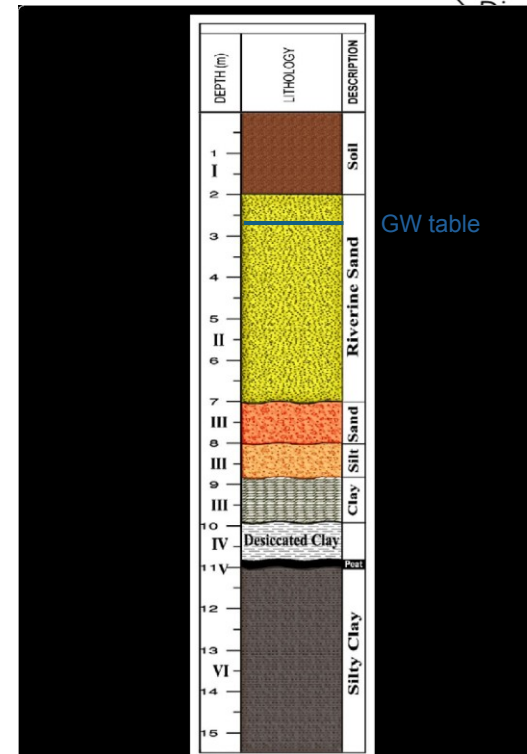 DEPTH (m) LITHOLOGY DESCRIPTION
1
I Soil
2
GW table
3
4
Riverine Sand
5
II
6
7
III Sand
8
III Silt
9
III Clay
10
IV Desiccated Clay
11 V Peat
12
13
VI Silty Clay
14
15